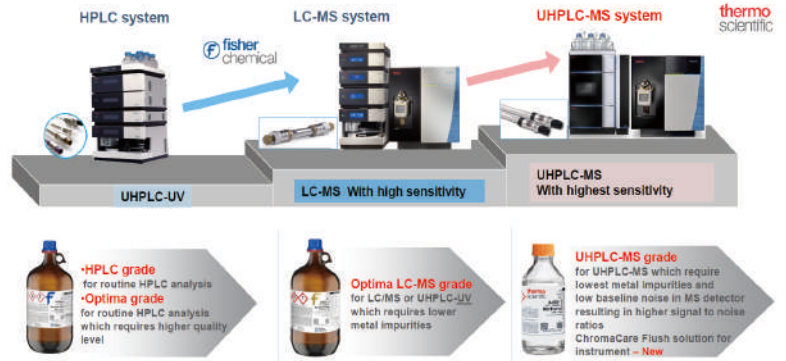 HPLC system
LC-MS system
UHPLC-MS system
thermo
scientific
fisher
chemical
UHPLC-UV
LC-MS With high sensitivity
UHPLC-MS
With highest sensitivity
•HPLC grade
for routine HPLC analysis
•Optima grade
for routine HPLC analysis
which requires higher quality
level
Optima LC-MS grade
for LC/MS or UHPLC-UV
which requires lower
metal impurities
thermo
scientific
UHPLC-MS grade
for UHPLC-MS which require
lowest metal impurities and
low baseline noise in MS detector
resulting in higher signal to noise
ratios
ChromaCare Flush solution for
instrument – New